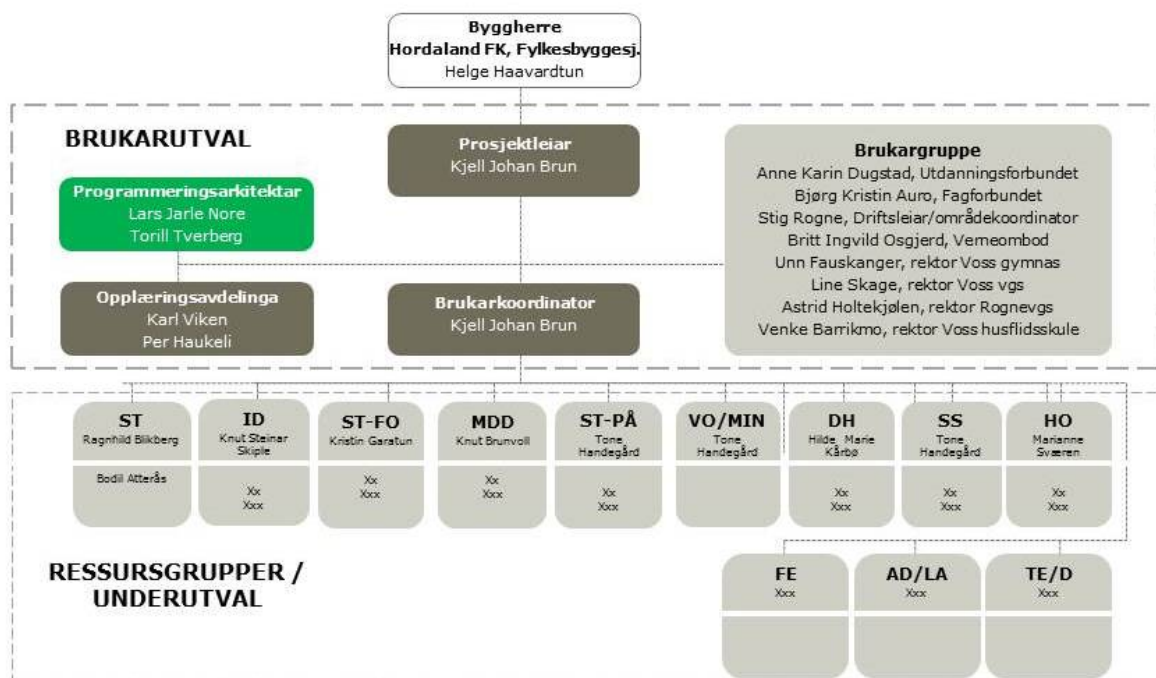 Byggherre
Hordaland FK, Fylkesbyggesj.
Helge Haavardtun
BRUKARUTVAL
Prosjektleiar
Kjell Johan Brun
Programmeringsarkitektar
Lars Jarle Nore
Torill Tverberg
Brukargruppe
Anne Karin Dugstad, Utdanningsforbundet
Bjørg Kristin Auro, Fagforbundet
Stig Rogne, Driftsleiar/områdekoordinator
Britt Ingvild Osgjerd, Verneombod
Unn Fauskanger, rektor Voss gymnas
Line Skage, rektor Voss vgs
Astrid Holtekjølen, rektor Rognevgs
Venke Barrikmo, rektor Voss husflidsskule
Opplæringsavdelinga
Karl Viken
Per Haukeli
Brukarkoordinator
Kjell Johan Brun
ST
Ragnhild Blikberg
Bodil Atterås
ID
Knut Steinar
Skiple
Xx
Xxx
ST-FO
Kristin Garatun
Xx
Xxx
MDD
Knut Brunvoll
Xx
Xxx
ST-PÅ
Tone
Handegård
Xx
Xxx
VO/MIN
Tone
Handegård
DH
Hilde Marie
Kårbø
Xx
Xxx
SS
Tone
Handegård
Xx
Xxx
HO
Marianne
Sværen
Xx
Xxx
RESSURSGRUPPER /
UNDERUTVAL
FE
Xxx
AD/LA
Xxx
TE/D
Xxx